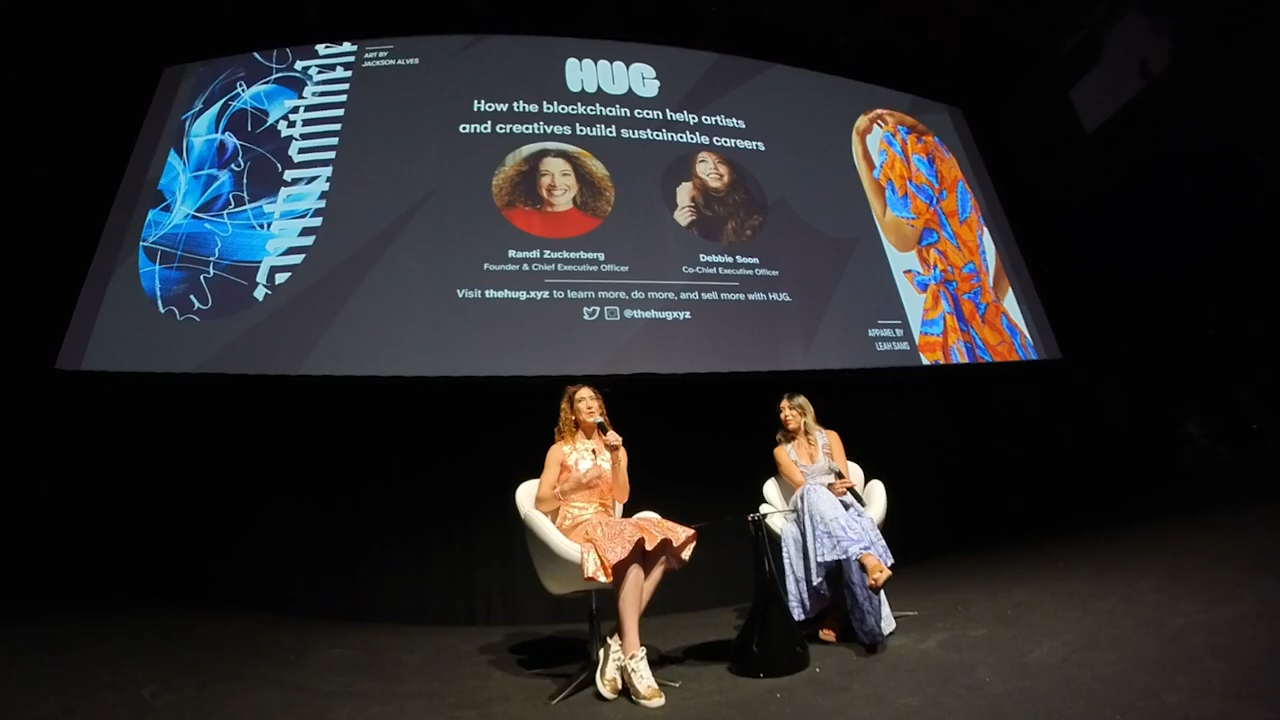 ART BY
JACKSON ALVES
HUG
How the blockchain can help artists
and creatives build sustainable careers
Randi Zuckerberg
Founder & Chief Executive Officer
Debbie Soon
Co-Chief Executive Officer
Visit thehug.xyz to learn more, do more, and sell more with HUG.
@thehugxyz
APPAREL BY
LEAH SAMS